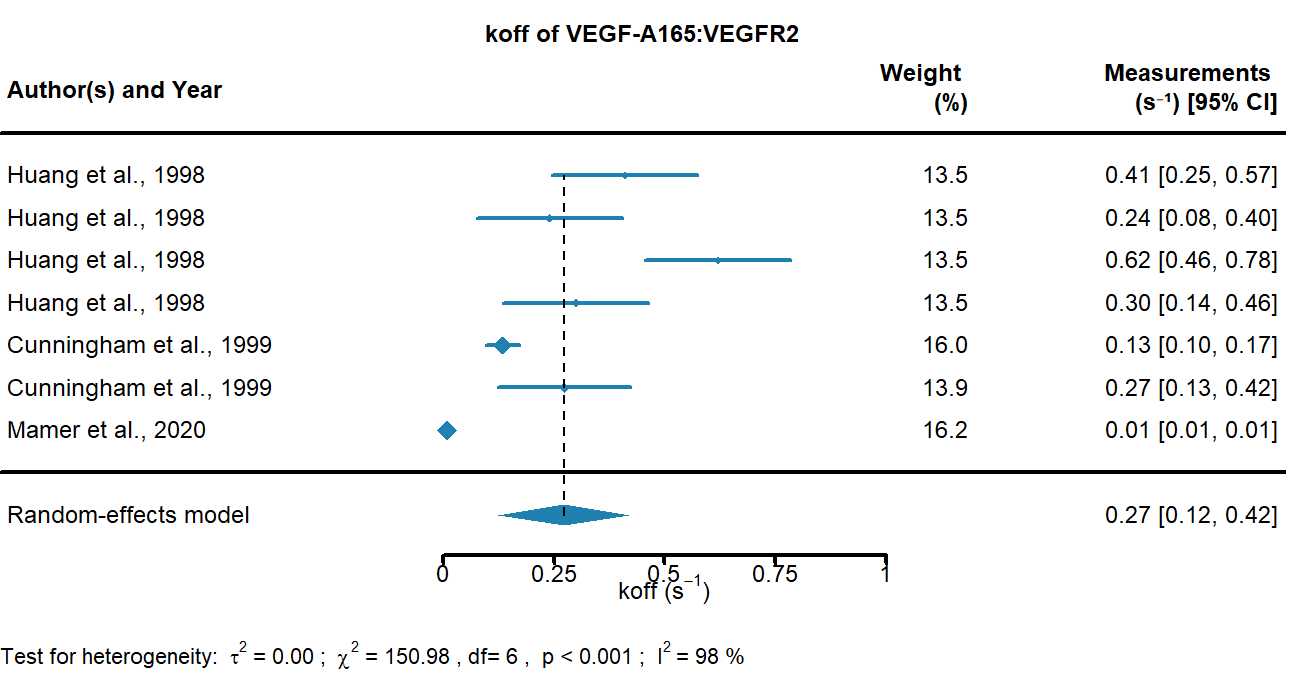 koff of VEGF-A165:VEGFR2
Author(s) and Year Weight (%) Measurements (s⁻¹) [95% CI]
Huang et al., 1998 13.5 0.41 [0.25, 0.57]
Huang et al., 1998 13.5 0.24 [0.08, 0.40]
Huang et al., 1998 13.5 0.62 [0.46, 0.78]
Huang et al., 1998 13.5 0.30 [0.14, 0.46]
Cunningham et al., 1999 16.0 0.13 [0.10, 0.17]
Cunningham et al., 1999 13.9 0.27 [0.13, 0.42]
Mamer et al., 2020 16.2 0.01 [0.01, 0.01]
Random-effects model 0.27 [0.12, 0.42]
0 0.25 0.5 0.75 1
koff (s⁻¹)
Test for heterogeneity: τ² = 0.00 ; χ² = 150.98 , df= 6 , p < 0.001 ; I² = 98 %